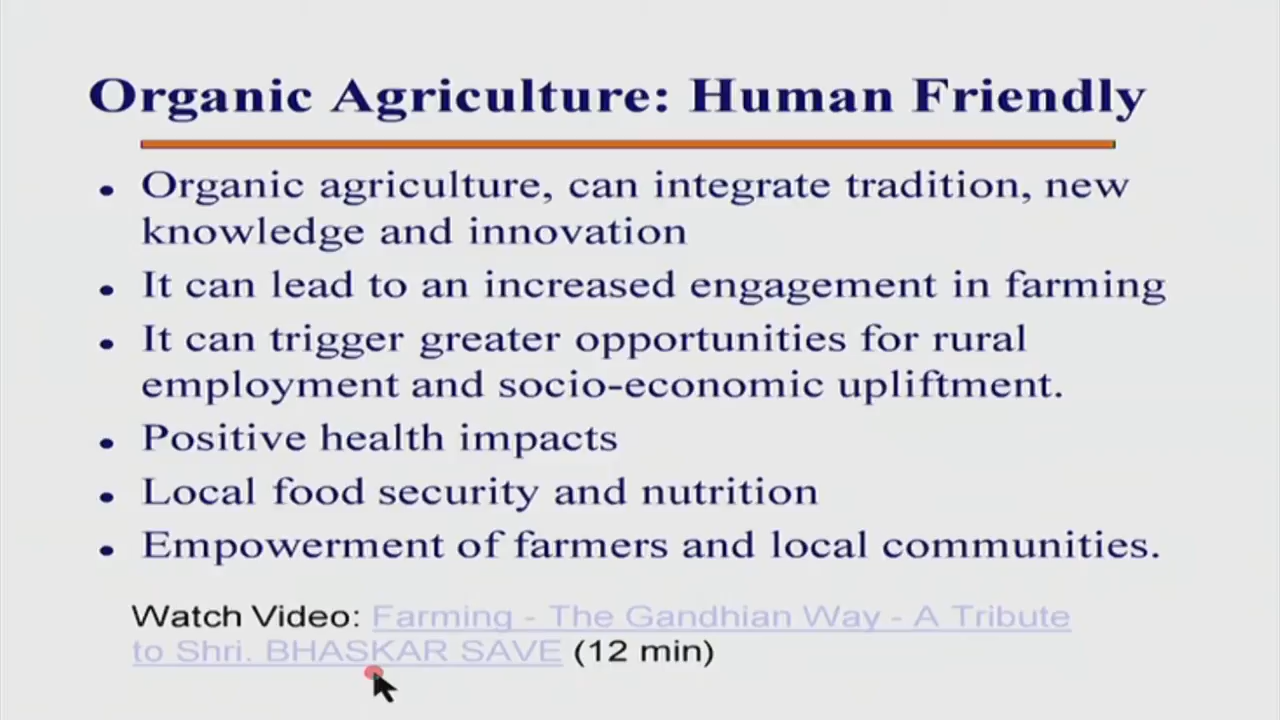 Organic Agriculture: Human Friendly
• Organic agriculture, can integrate tradition, new
knowledge and innovation
• It can lead to an increased engagement in farming
• It can trigger greater opportunities for rural
employment and socio-economic upliftment.
• Positive health impacts
• Local food security and nutrition
• Empowerment of farmers and local communities.
Watch Video: Farming - The Gandhian Way - A Tribute
to Shri. BHASKAR SAVE (12 min)